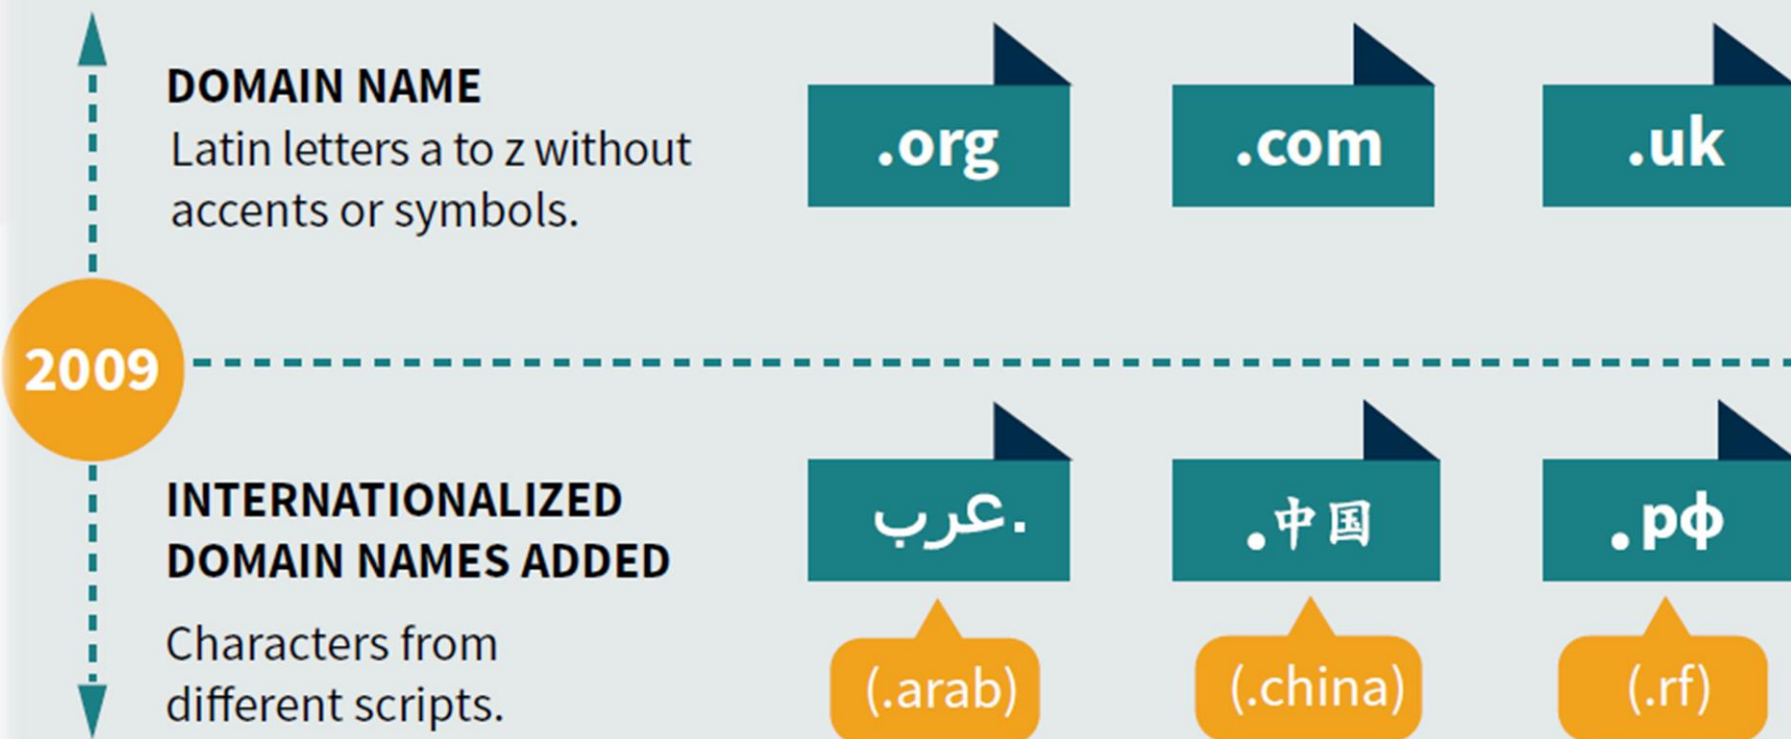 DOMAIN NAME
Latin letters a to z without
accents or symbols.
.org
.com
.uk
2009
INTERNATIONALIZED
DOMAIN NAMES ADDED
Characters from
different scripts.
.عرب
.中国
.рф
(.arab)
(.china)
(.rf)